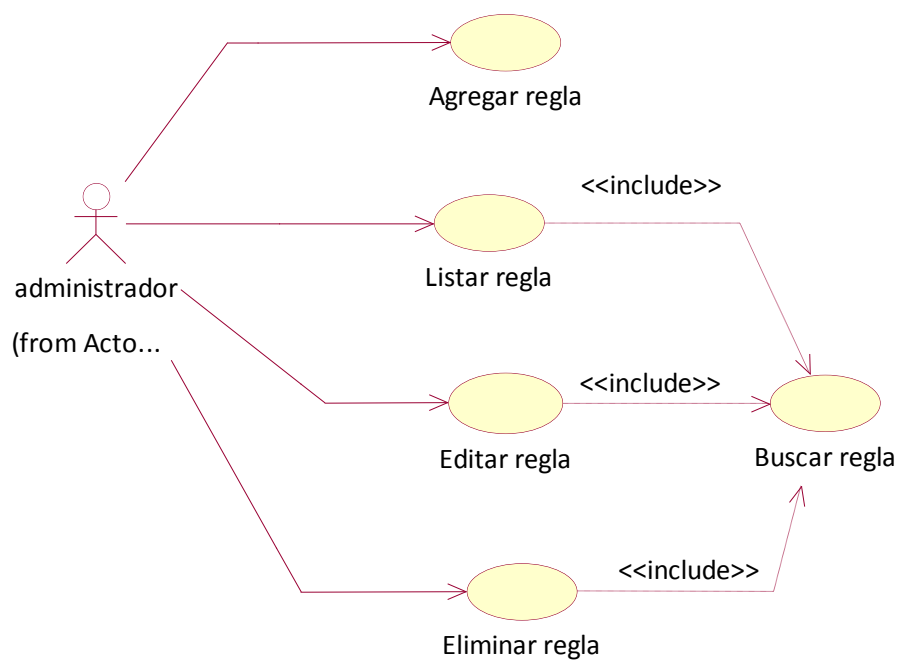 Agregar regla
<<include>>
Listar regla
administrador
(from Acto...
<<include>>
Editar regla
Buscar regla
<<include>>
Eliminar regla